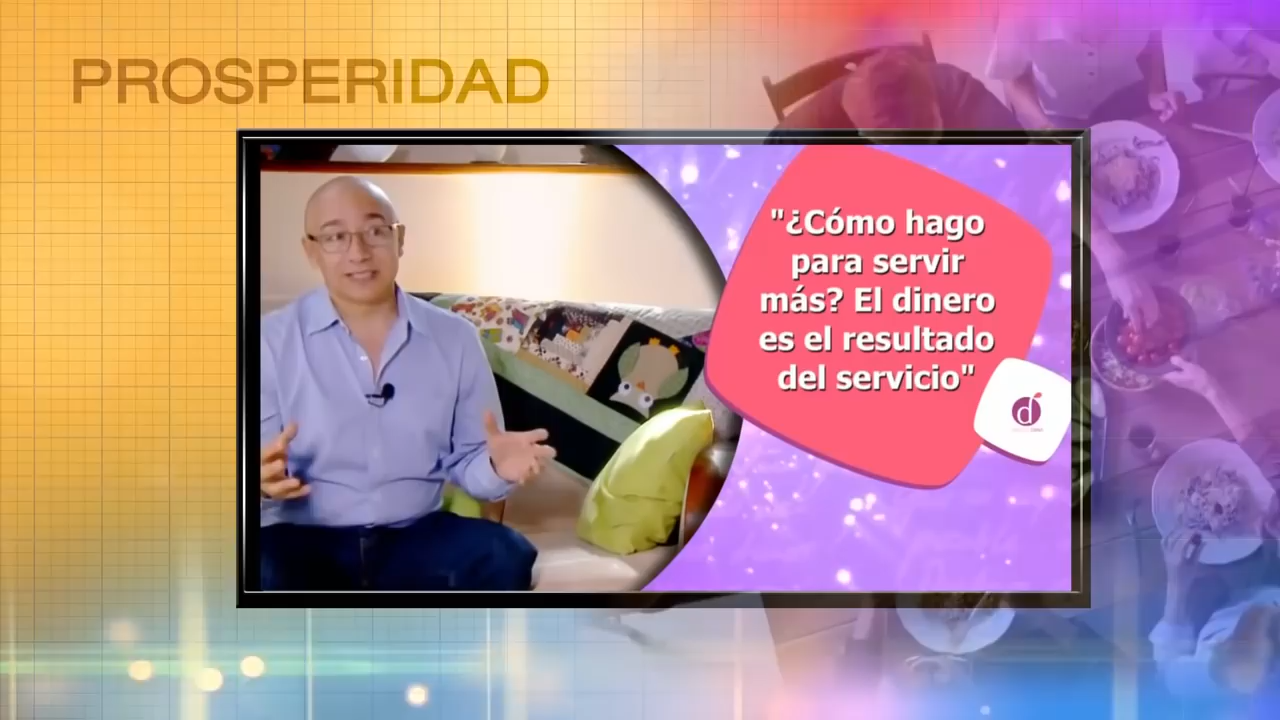 PROSPERIDAD
"¿Cómo hago
para servir
más? El dinero
es el resultado
del servicio"
d